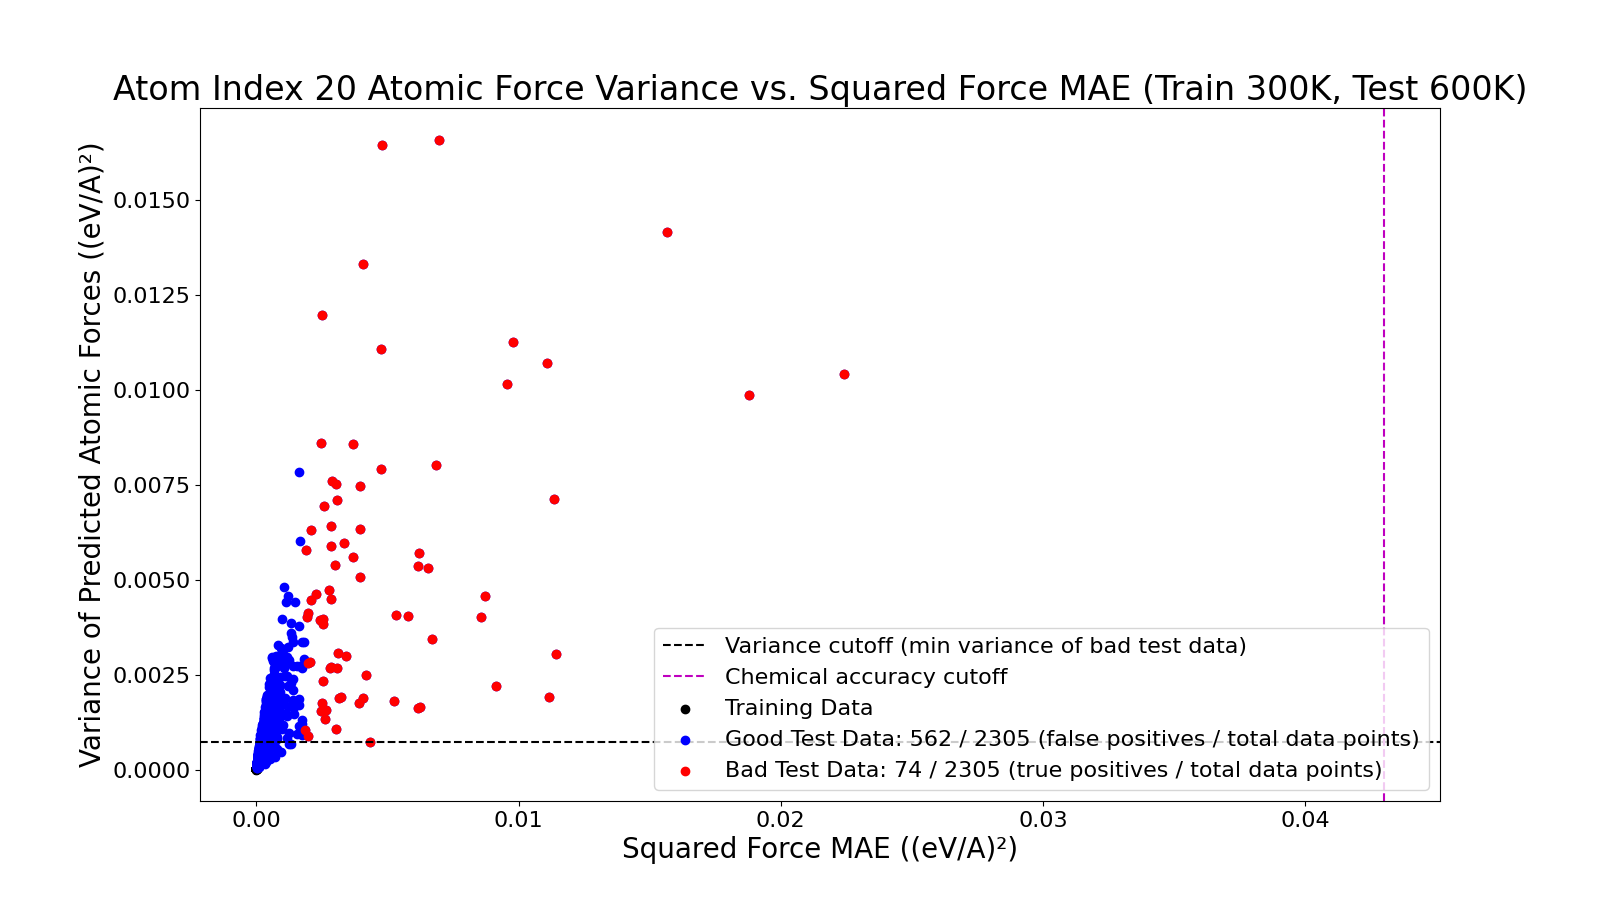 Atom Index 20 Atomic Force Variance vs. Squared Force MAE (Train 300K, Test 600K)
Variance of Predicted Atomic Forces ((eV/A)²)
0.0150
0.0125
0.0100
0.0075
0.0050
0.0025
0.0000
Variance cutoff (min variance of bad test data)
Chemical accuracy cutoff
Training Data
Good Test Data: 562 / 2305 (false positives / total data points)
Bad Test Data: 74 / 2305 (true positives / total data points)
0.00 0.01 0.02 0.03 0.04
Squared Force MAE ((eV/A)²)